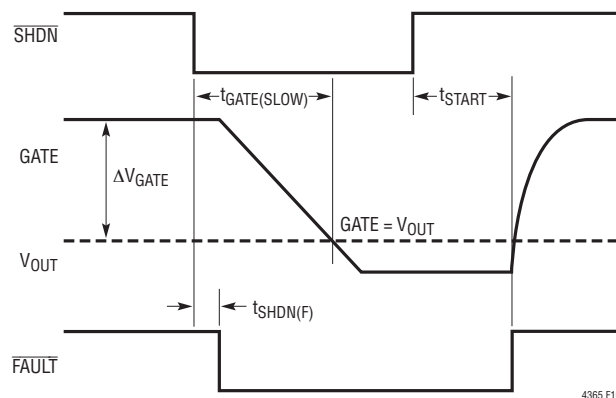 SHDN
tGATE(SLOW)
tSTART
GATE
ΔVGATE
GATE = VOUT
VOUT
tSHDN(F)
FAULT
4365 F1